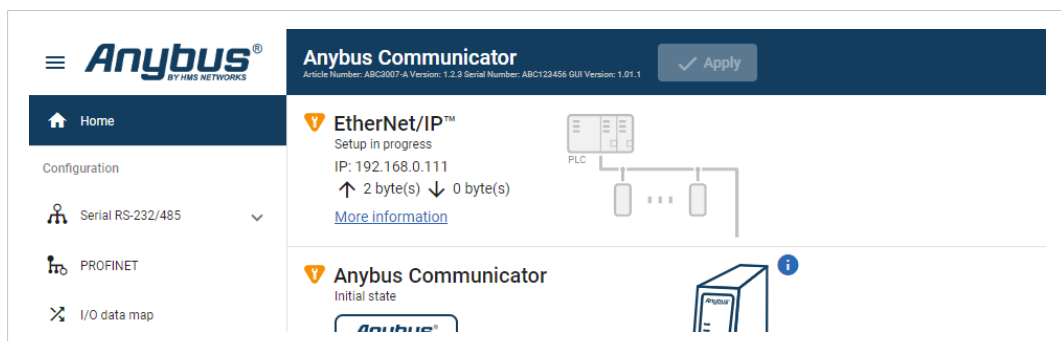 Anybus®
BY HMS NETWORKS
Anybus Communicator
Article Number: ABC3007-A Version: 1.2.3 Serial Number: ABC123456 GUI Version: 1.01.1
Apply
Home
Configuration
Serial RS-232/485
PROFINET
I/O data map
EtherNet/IP™
Setup in progress
IP: 192.168.0.111
↑ 2 byte(s) ↓ 0 byte(s)
More information
PLC
Anybus Communicator
Initial state
Anybus®
Anybus